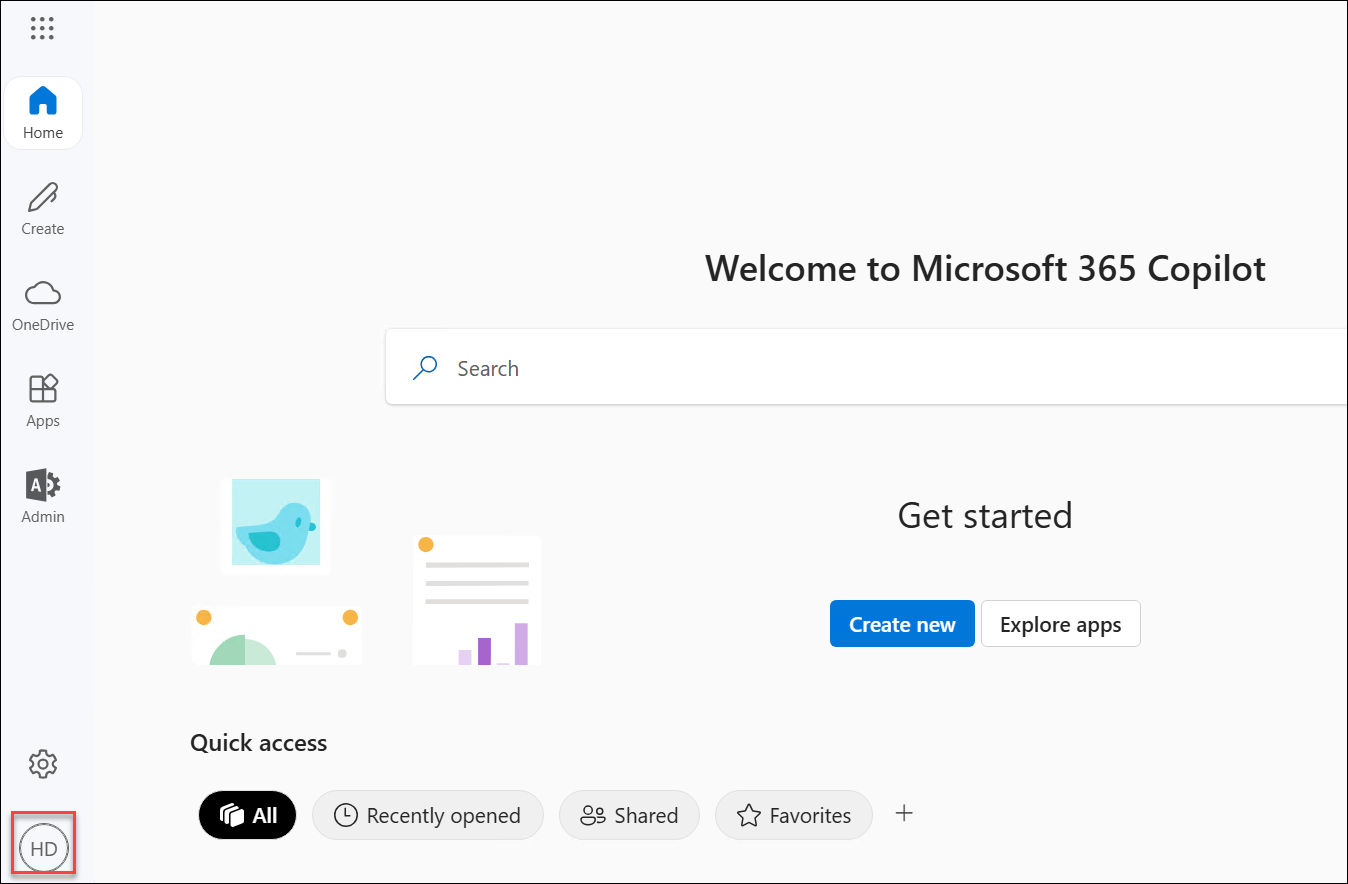 Home
Create
OneDrive
Apps
A
Admin
HD
Welcome to Microsoft 365 Copilot
Search
Get started
Create new
Explore apps
Quick access
All
Recently opened
Shared
Favorites